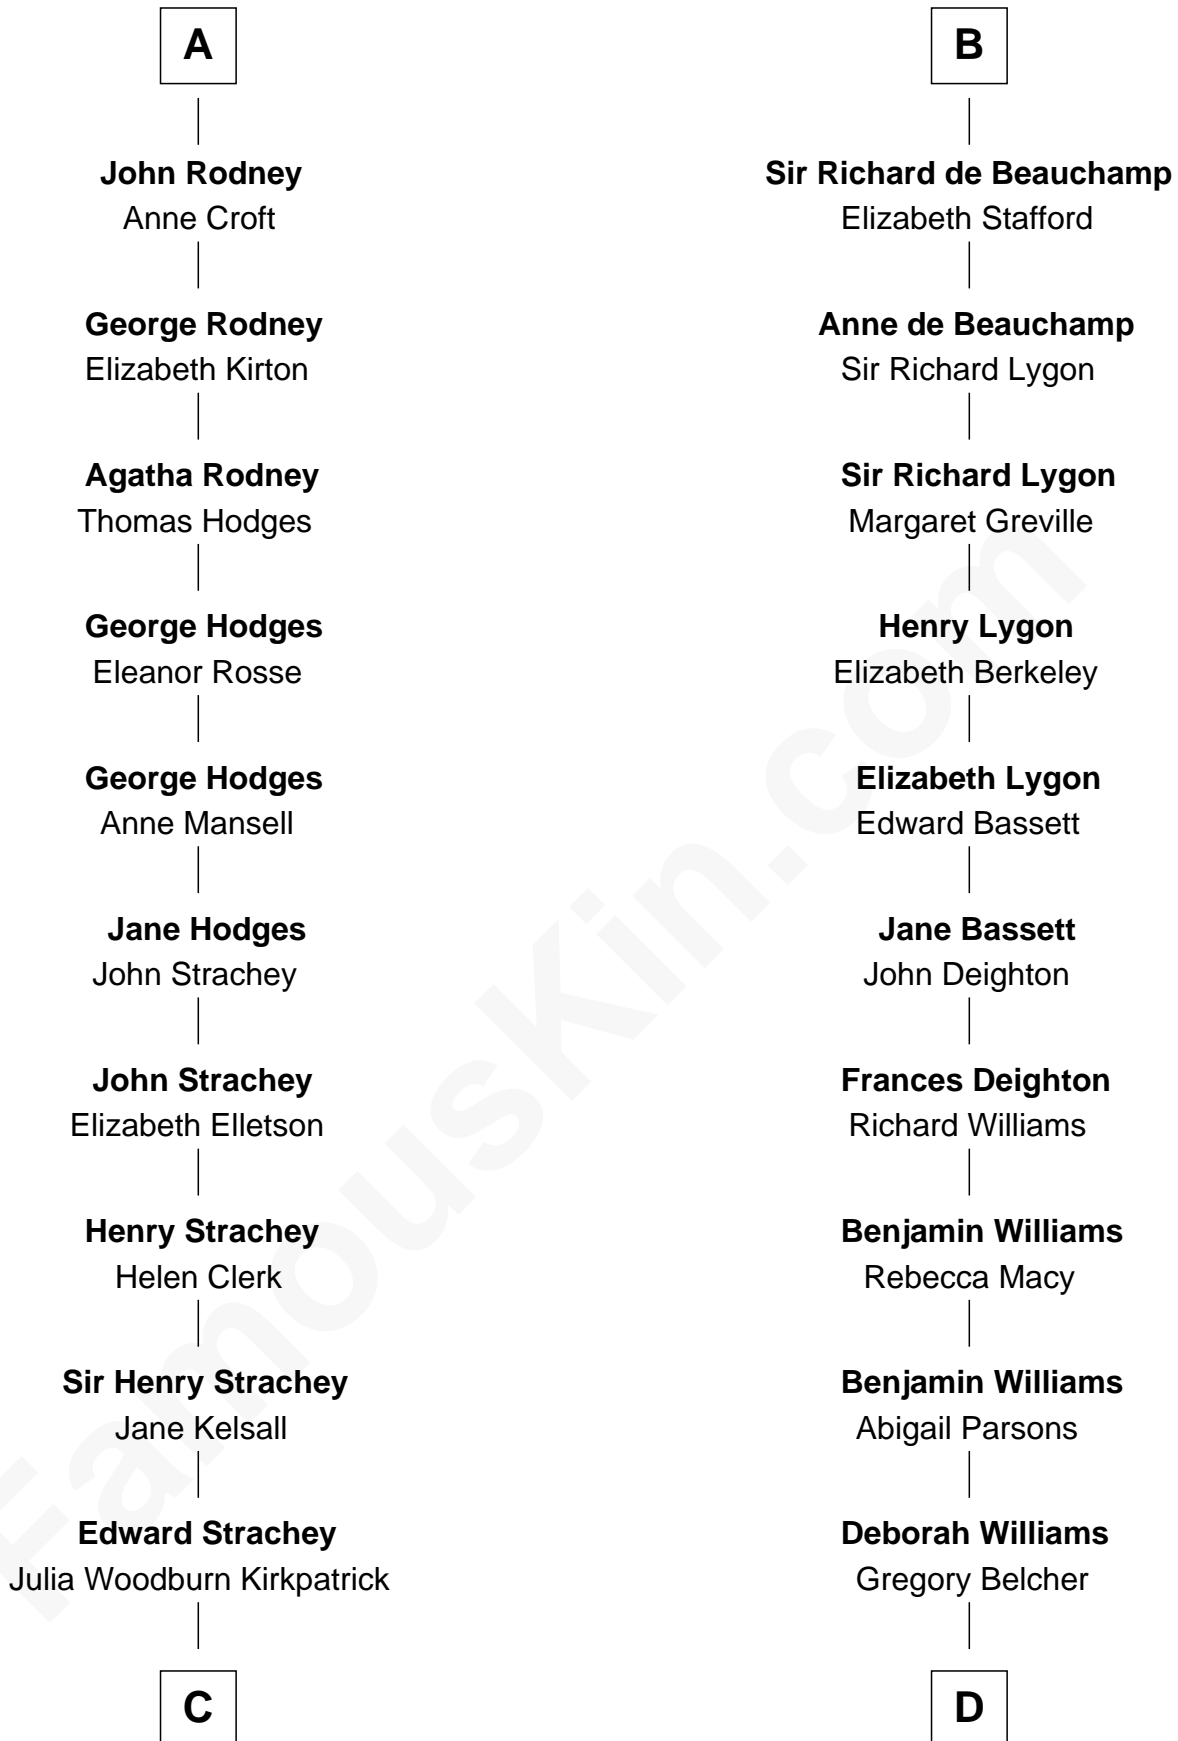 A
John Rodney
Anne Croft
George Rodney
Elizabeth Kirton
Agatha Rodney
Thomas Hodges
George Hodges
Eleanor Rosse
George Hodges
Anne Mansell
Jane Hodges
John Strachey
John Strachey
Elizabeth Elletson
Henry Strachey
Helen Clerk
Sir Henry Strachey
Jane Kelsall
Edward Strachey
Julia Woodburn Kirkpatrick
C
B
Sir Richard de Beauchamp
Elizabeth Stafford
Anne de Beauchamp
Sir Richard Lygon
Sir Richard Lygon
Margaret Greville
Henry Lygon
Elizabeth Berkeley
Elizabeth Lygon
Edward Bassett
Jane Bassett
John Deighton
Frances Deighton
Richard Williams
Benjamin Williams
Rebecca Macy
Benjamin Williams
Abigail Parsons
Deborah Williams
Gregory Belcher
D
FamousKin.com